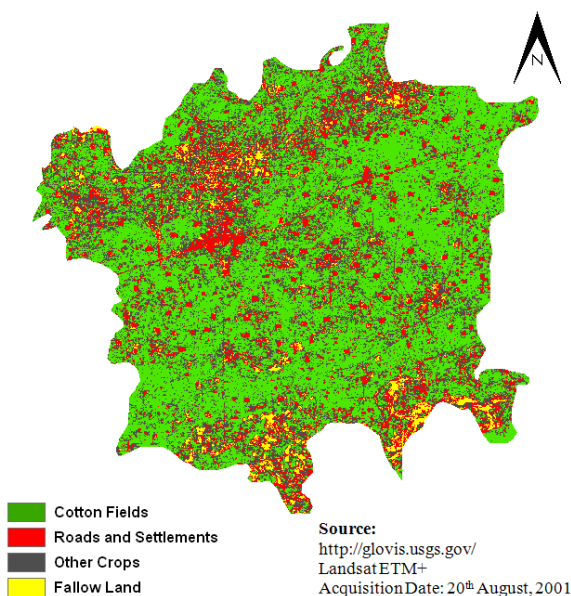 N
Cotton Fields
Roads and Settlements
Other Crops
Fallow Land
Source:
http://glovis.usgs.gov/
Landsat ETM+
Acquisition Date: 20th August, 2001